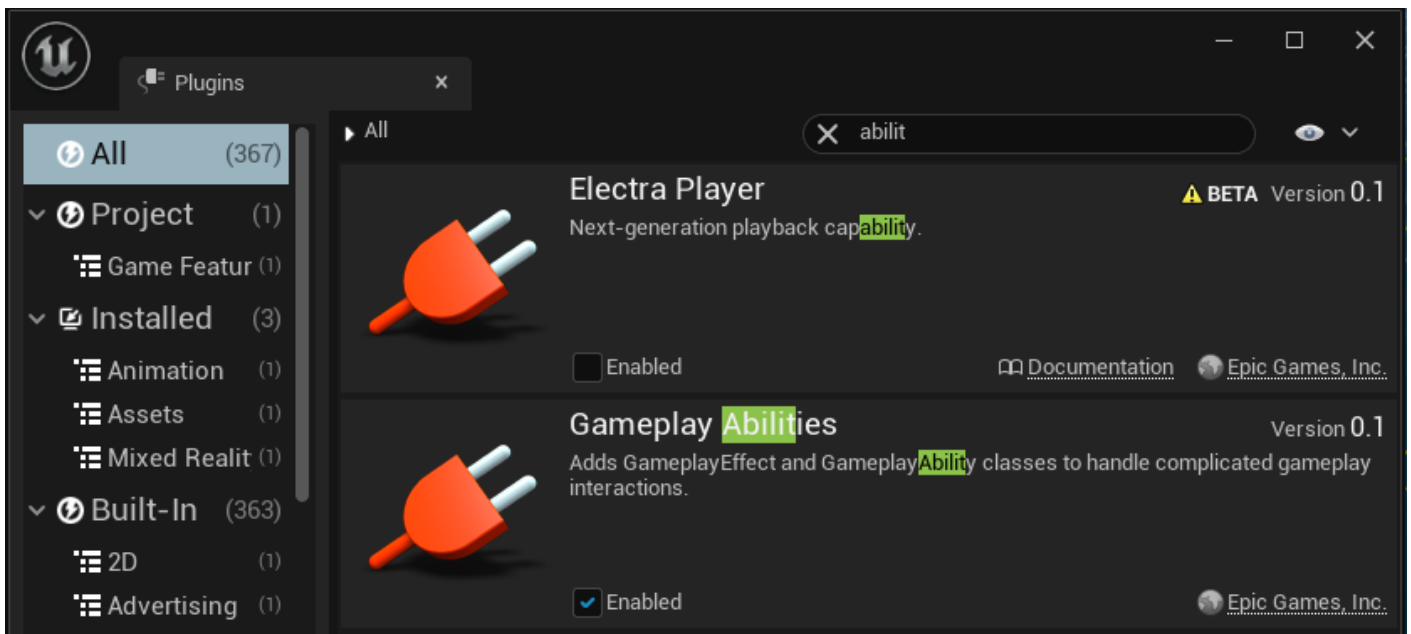 Plugins
All (367)
Project (1)
Game Featur (1)
Installed (3)
Animation (1)
Assets (1)
Mixed Realit (1)
Built-In (363)
2D (1)
Advertising (1)
All
abilit
Electra Player
BETA Version 0.1
Next-generation playback capability.
Enabled
Documentation
Epic Games, Inc.
Gameplay Abilities
Version 0.1
Adds GameplayEffect and GameplayAbility classes to handle complicated gameplay
interactions.
Enabled
Epic Games, Inc.